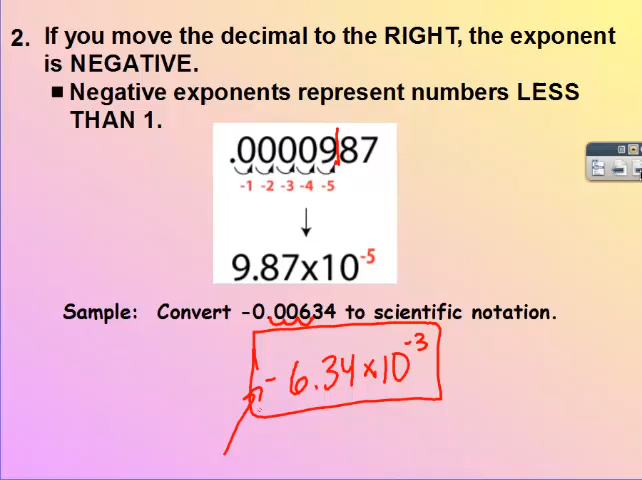 2. If you move the decimal to the RIGHT, the exponent
is NEGATIVE.
■ Negative exponents represent numbers LESS
THAN 1.
.0000987
-1 -2 -3 -4 -5
↓
9.87x10⁻⁵
Sample: Convert -0.00634 to scientific notation.
- 6.34 x 10⁻³